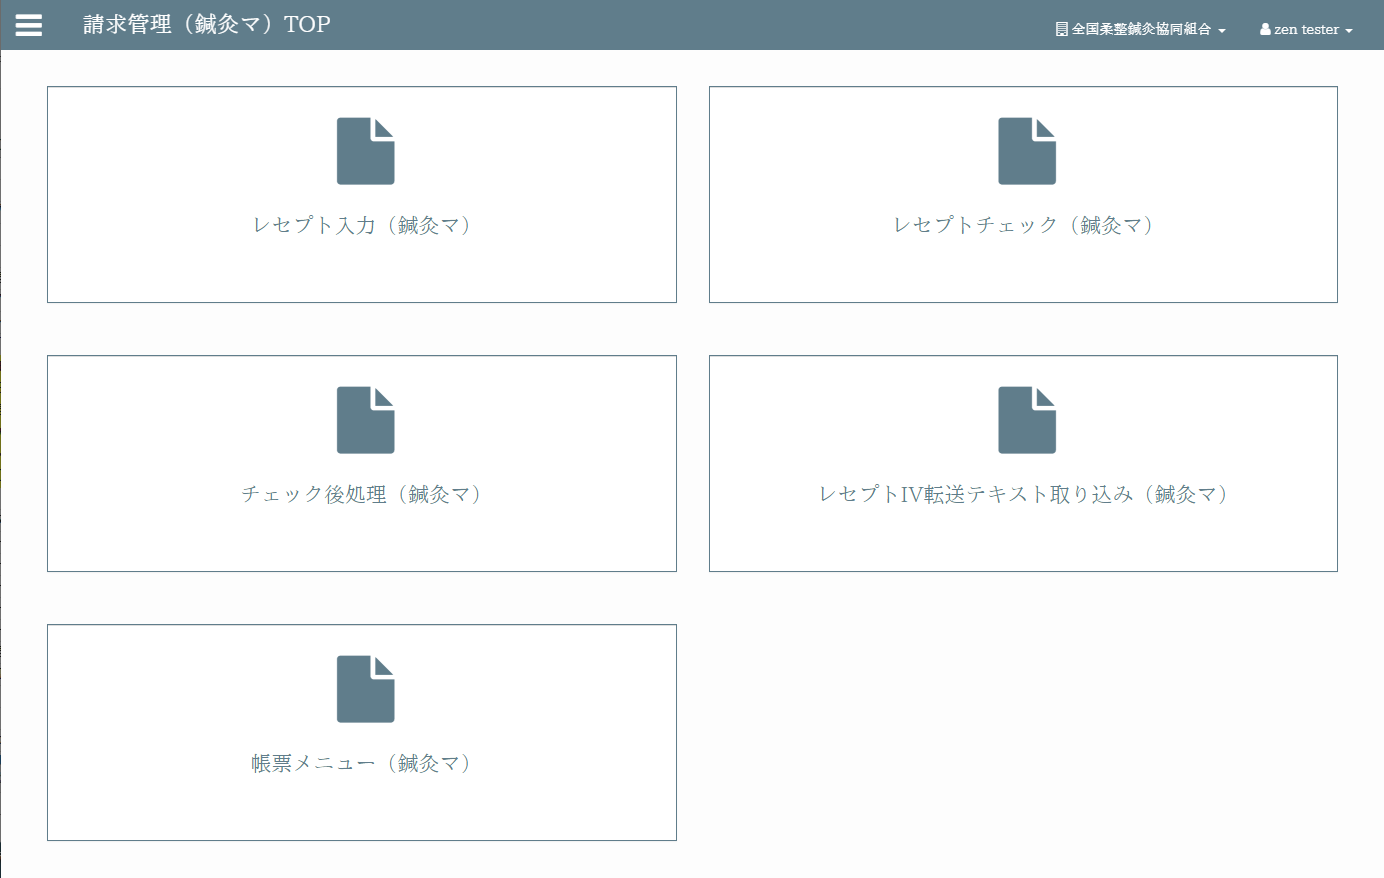 請求管理（鍼灸マ）TOP
全国柔整鍼灸協同組合
zen tester
レセプト入力（鍼灸マ）
レセプトチェック（鍼灸マ）
チェック後処理（鍼灸マ）
レセプトIV転送テキスト取り込み（鍼灸マ）
帳票メニュー（鍼灸マ）